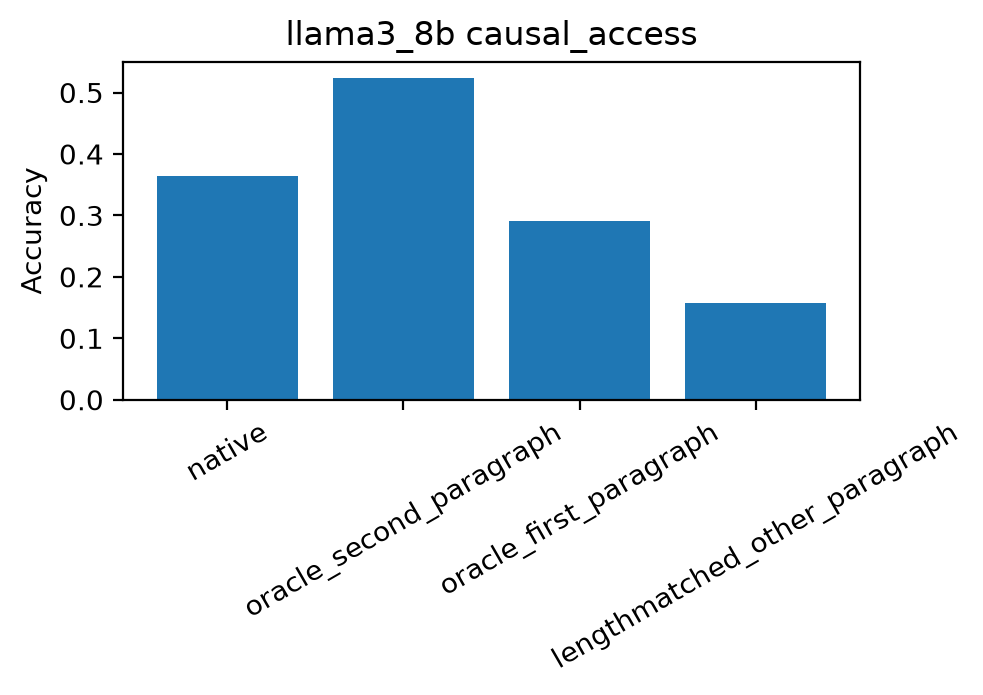 llama3_8b causal_access
Accuracy
0.5
0.4
0.3
0.2
0.1
0.0
native
oracle_second_paragraph
oracle_first_paragraph
lengthmatched_other_paragraph